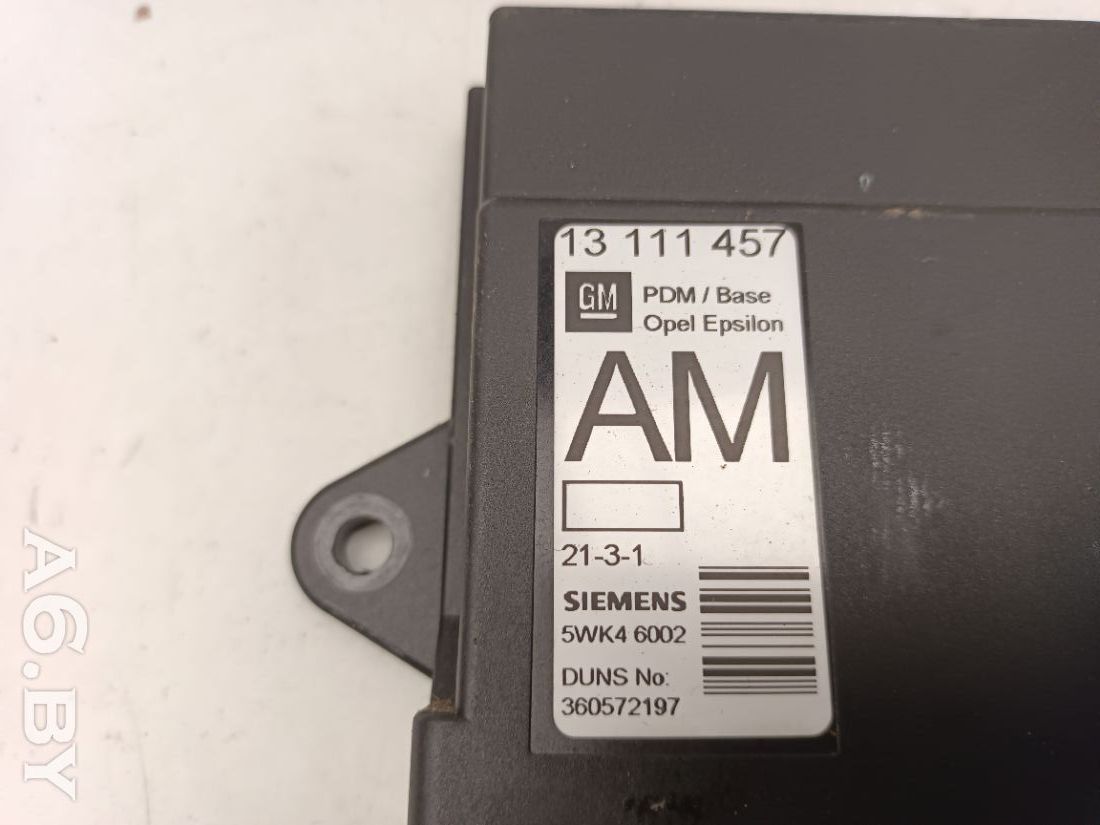 13 111 457
GM
PDM / Base
Opel Epsilon
AM
21-3-1
SIEMENS
5WK4 6002
DUNS No:
360572197
A6.BY